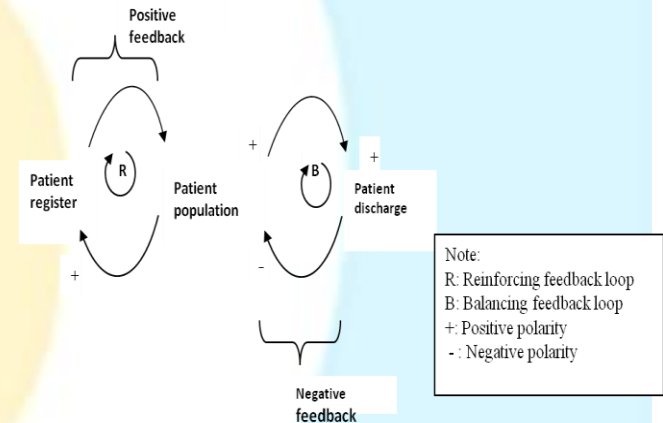 Positive
feedback
+
R
B
+
Patient
register
Patient
population
Patient
discharge
+
-
Note:
R: Reinforcing feedback loop
B: Balancing feedback loop
+: Positive polarity
- : Negative polarity
Negative
feedback